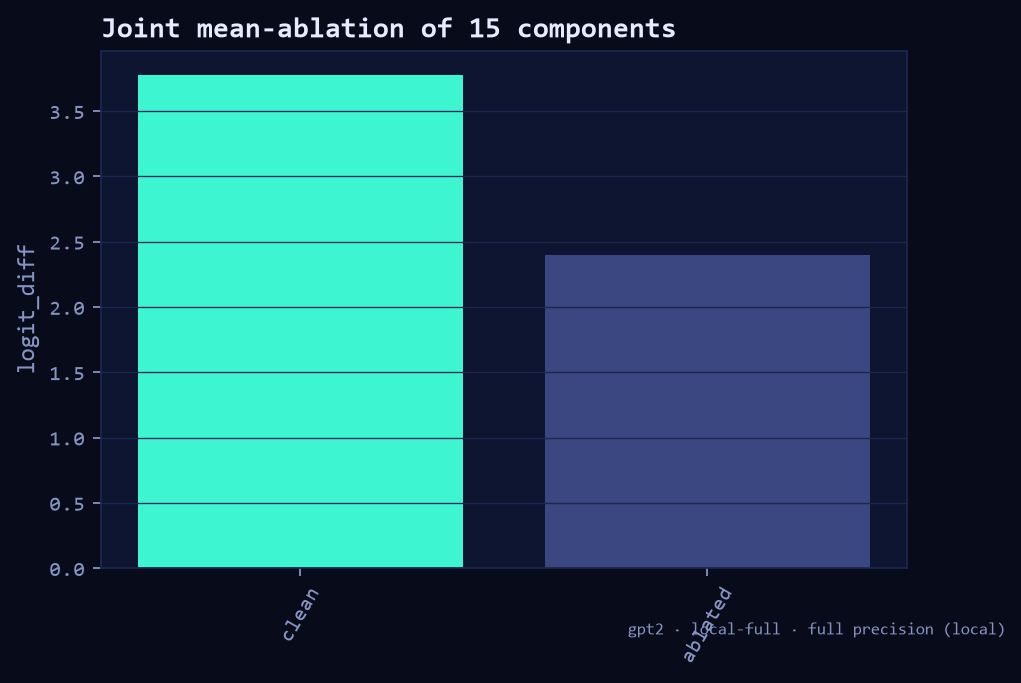 Joint mean-ablation of 15 components
logit_diff
3.5
3.0
2.5
2.0
1.5
1.0
0.5
0.0
clean
ablated
gpt2 · local-full · full precision (local)